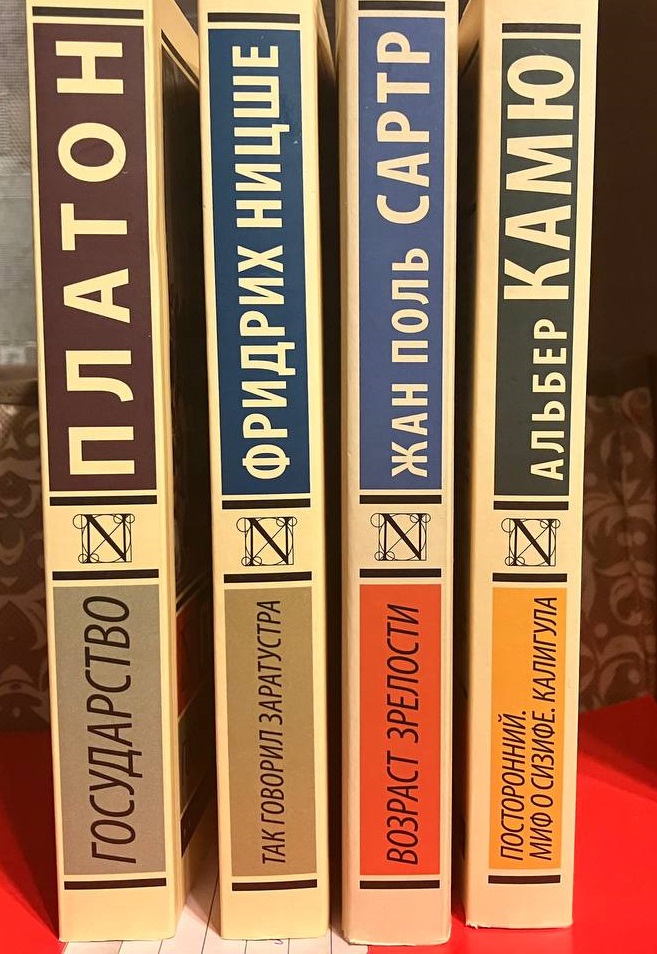 ПЛАТОН
ГОСУДАРСТВО
ФРИДРИХ НИЦШЕ
ТАК ГОВОРИЛ ЗАРАТУСТРА
ЖАН ПОЛЬ САРТР
ВОЗРАСТ ЗРЕЛОСТИ
АЛЬБЕР КАМЮ
ПОСТОРОННИЙ.
МИФ О СИЗИФЕ. КАЛИГУЛА